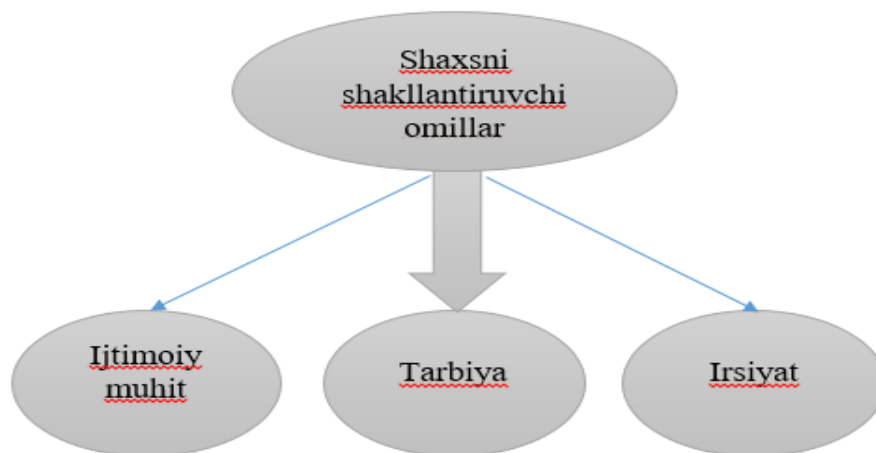 Shaxsni
shakllantiruvchi
omillar
Ijtimoiy
muhit
Tarbiya
Irsiyat